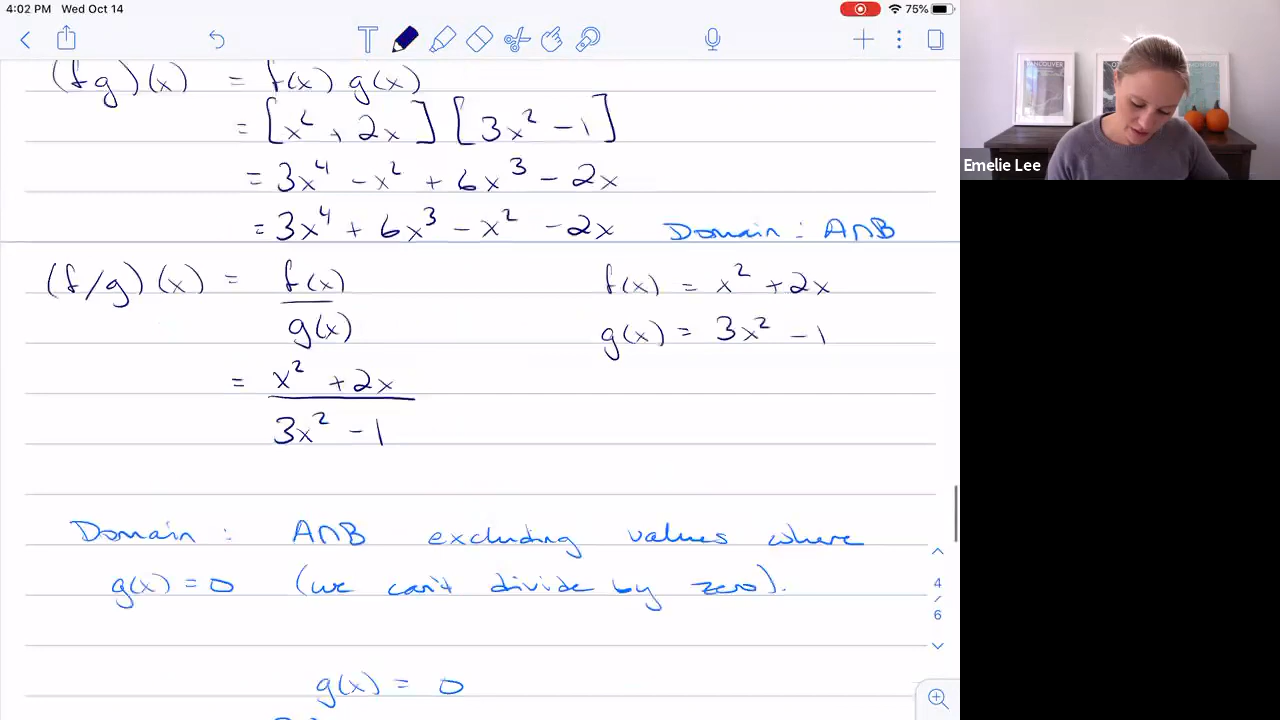 4:02 PM Wed Oct 14
75%
T
(fg)(x) = f(x) g(x)
= [x² + 2x] [3x² - 1]
= 3x⁴ - x² + 6x³ - 2x
= 3x⁴ + 6x³ - x² - 2x Domain: A∩B
(f/g)(x) = f(x) f(x) = x² + 2x
g(x) g(x) = 3x² - 1
= x² + 2x
3x² - 1
Domain: A∩B excluding values where
g(x) = 0 (we can't divide by zero).
g(x) = 0
4/6
VANCOUVER
Emelie Lee